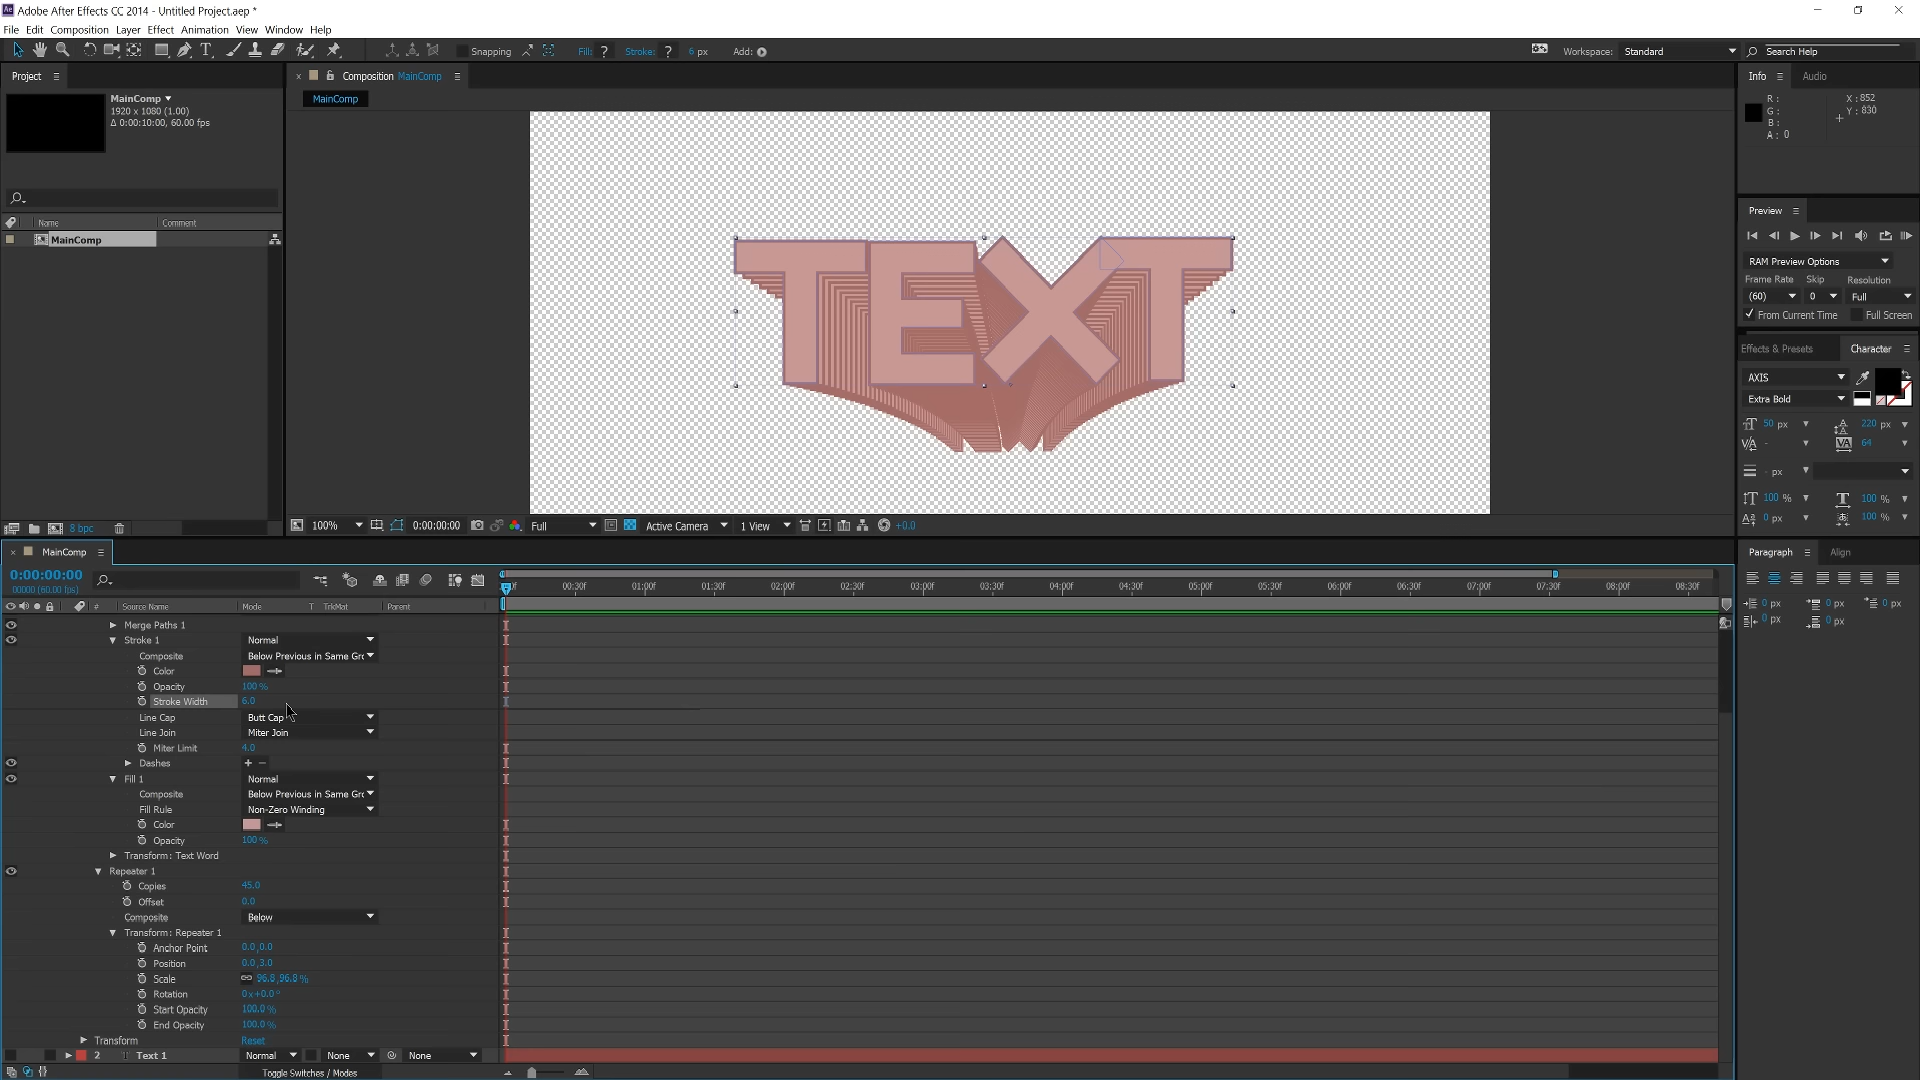 Adobe After Effects CC 2014 - Untitled Project.aep *
File Edit Composition Layer Effect Animation View Window Help
Snapping Fill: ? Stroke: ? 6 px Add: Workspace: Standard Search Help
Project
MainComp
1920 x 1080 (1.00)
Δ 0:00:10:00, 60.00 fps
Name Comment
MainComp
8 bpc
Composition MainComp
MainComp
TEXT
100% 0:00:00:00 Full Active Camera 1 View +0.0
Info Audio
R : X : 852
G : Y : 830
B :
A : 0
Preview
RAM Preview Options
Frame Rate Skip Resolution
(60) 0 Full
From Current Time Full Screen
Effects & Presets Character
AXIS
Extra Bold
50 px 220 px
- 64
- px
100 % 100 %
0 px 100 %
Paragraph Align
0 px 0 px 0 px
0 px 0 px
MainComp
0:00:00:00
00000 (60.00 fps)
# Source Name Mode T TrkMat Parent
00:30f 01:00f 01:30f 02:00f 02:30f 03:00f 03:30f 04:00f 04:30f 05:00f 05:30f 06:00f 06:30f 07:00f 07:30f 08:00f 08:30f
Merge Paths 1
Stroke 1 Normal
Composite Below Previous in Same Grc
Color
Opacity 100 %
Stroke Width 6.0
Line Cap Butt Cap
Line Join Miter Join
Miter Limit 4.0
Dashes + -
Fill 1 Normal
Composite Below Previous in Same Grc
Fill Rule Non-Zero Winding
Color
Opacity 100 %
Transform: Text Word
Repeater 1
Copies 45.0
Offset 0.0
Composite Below
Transform: Repeater 1
Anchor Point 0.0,0.0
Position 0.0,3.0
Scale 96.8,96.8 %
Rotation 0x+0.0°
Start Opacity 100.0 %
End Opacity 100.0 %
Transform Reset
2 T Text 1 Normal None None
Toggle Switches / Modes